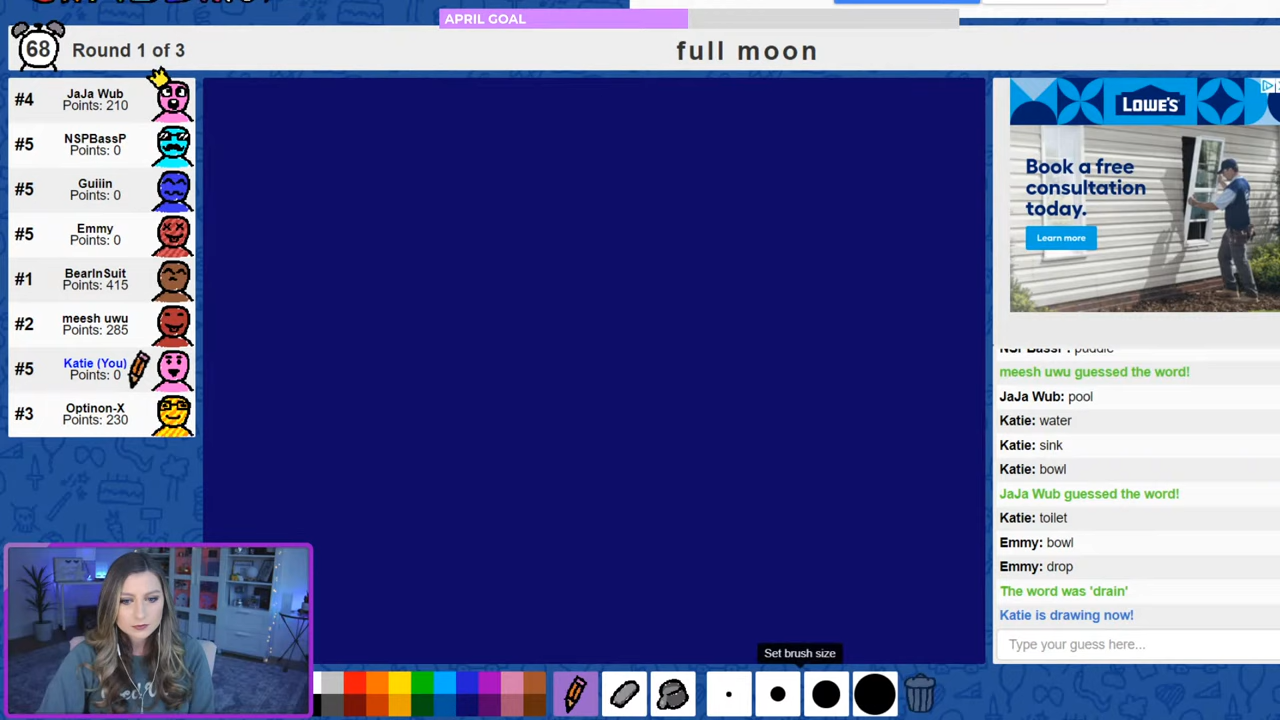 APRIL GOAL
68
Round 1 of 3
full moon
#4
JaJa Wub
Points: 210
#5
NSPBassP
Points: 0
#5
Guiiin
Points: 0
#5
Emmy
Points: 0
#1
BearInSuit
Points: 415
#2
meesh uwu
Points: 285
#5
Katie (You)
Points: 0
#3
Optinon-X
Points: 230
LOWE'S
Book a free
consultation
today.
Learn more
NSPBassP: puddle
meesh uwu guessed the word!
JaJa Wub: pool
Katie: water
Katie: sink
Katie: bowl
JaJa Wub guessed the word!
Katie: toilet
Emmy: bowl
Emmy: drop
The word was 'drain'
Katie is drawing now!
Type your guess here...
Set brush size